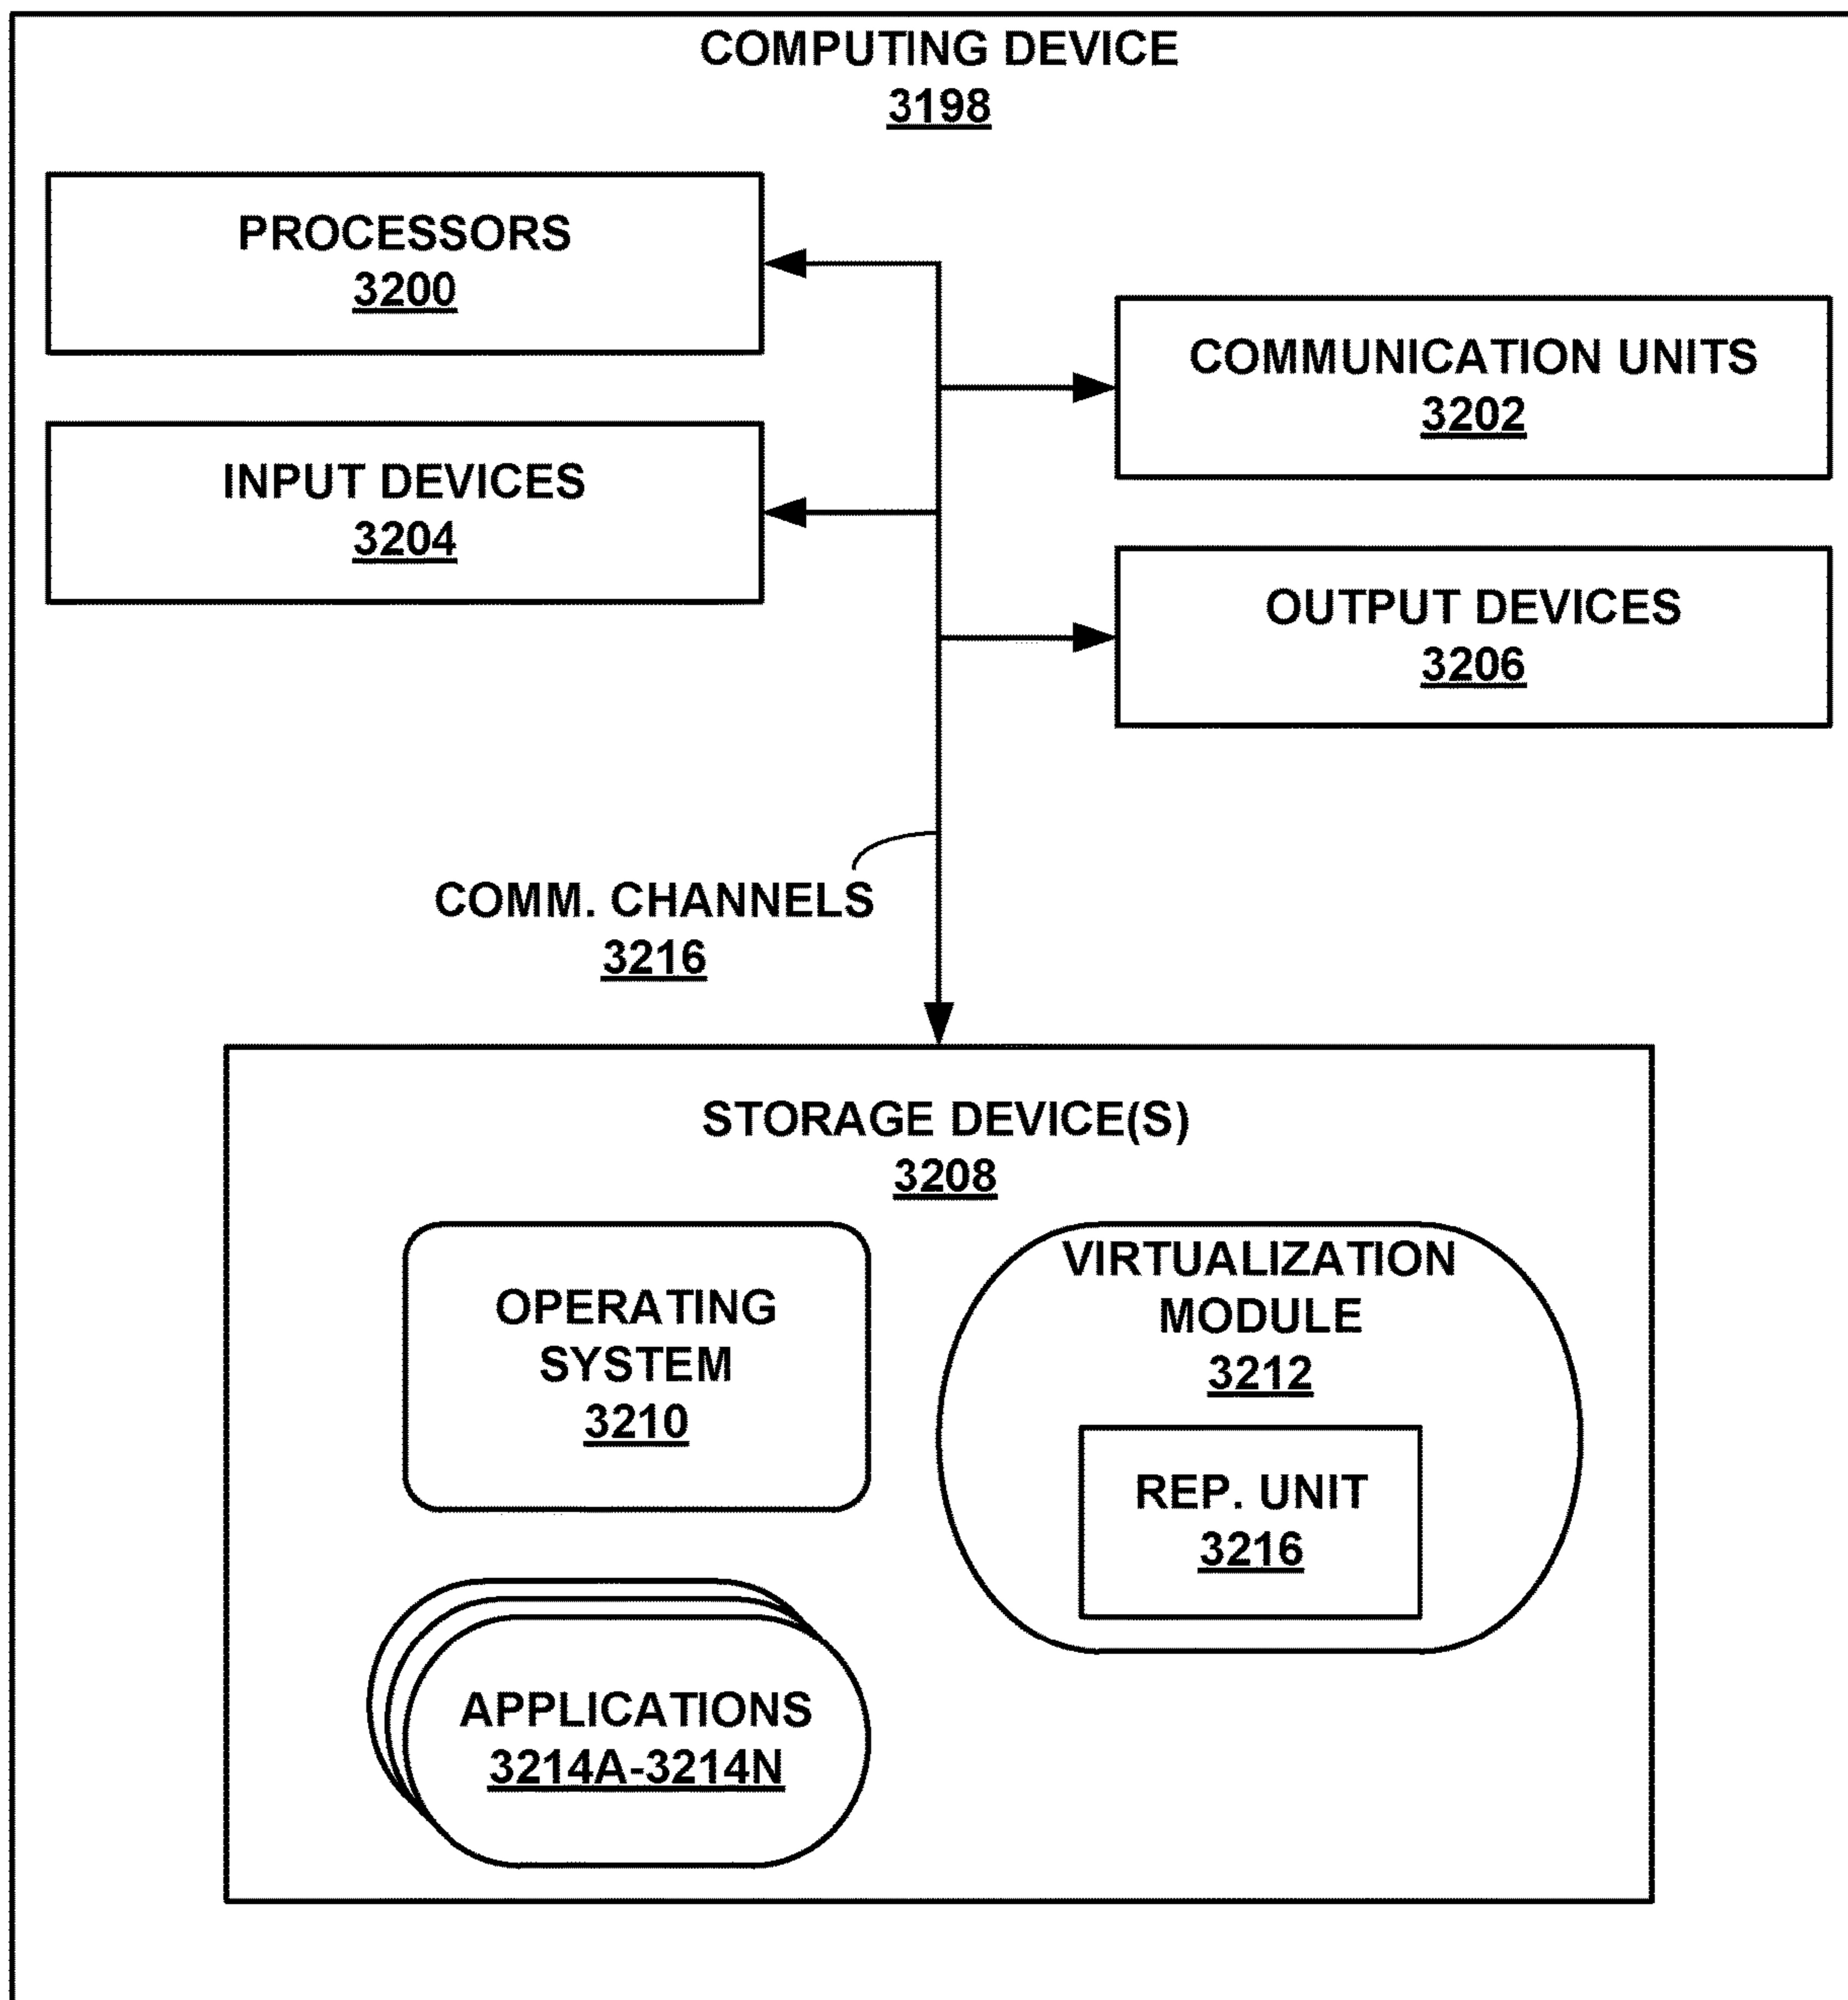 COMPUTING DEVICE
3198
PROCESSORS
3200
COMMUNICATION UNITS
3202
INPUT DEVICES
3204
OUTPUT DEVICES
3206
COMM. CHANNELS
3216
STORAGE DEVICE(S)
3208
OPERATING
SYSTEM
3210
VIRTUALIZATION
MODULE
3212
REP. UNIT
3216
APPLICATIONS
3214A-3214N